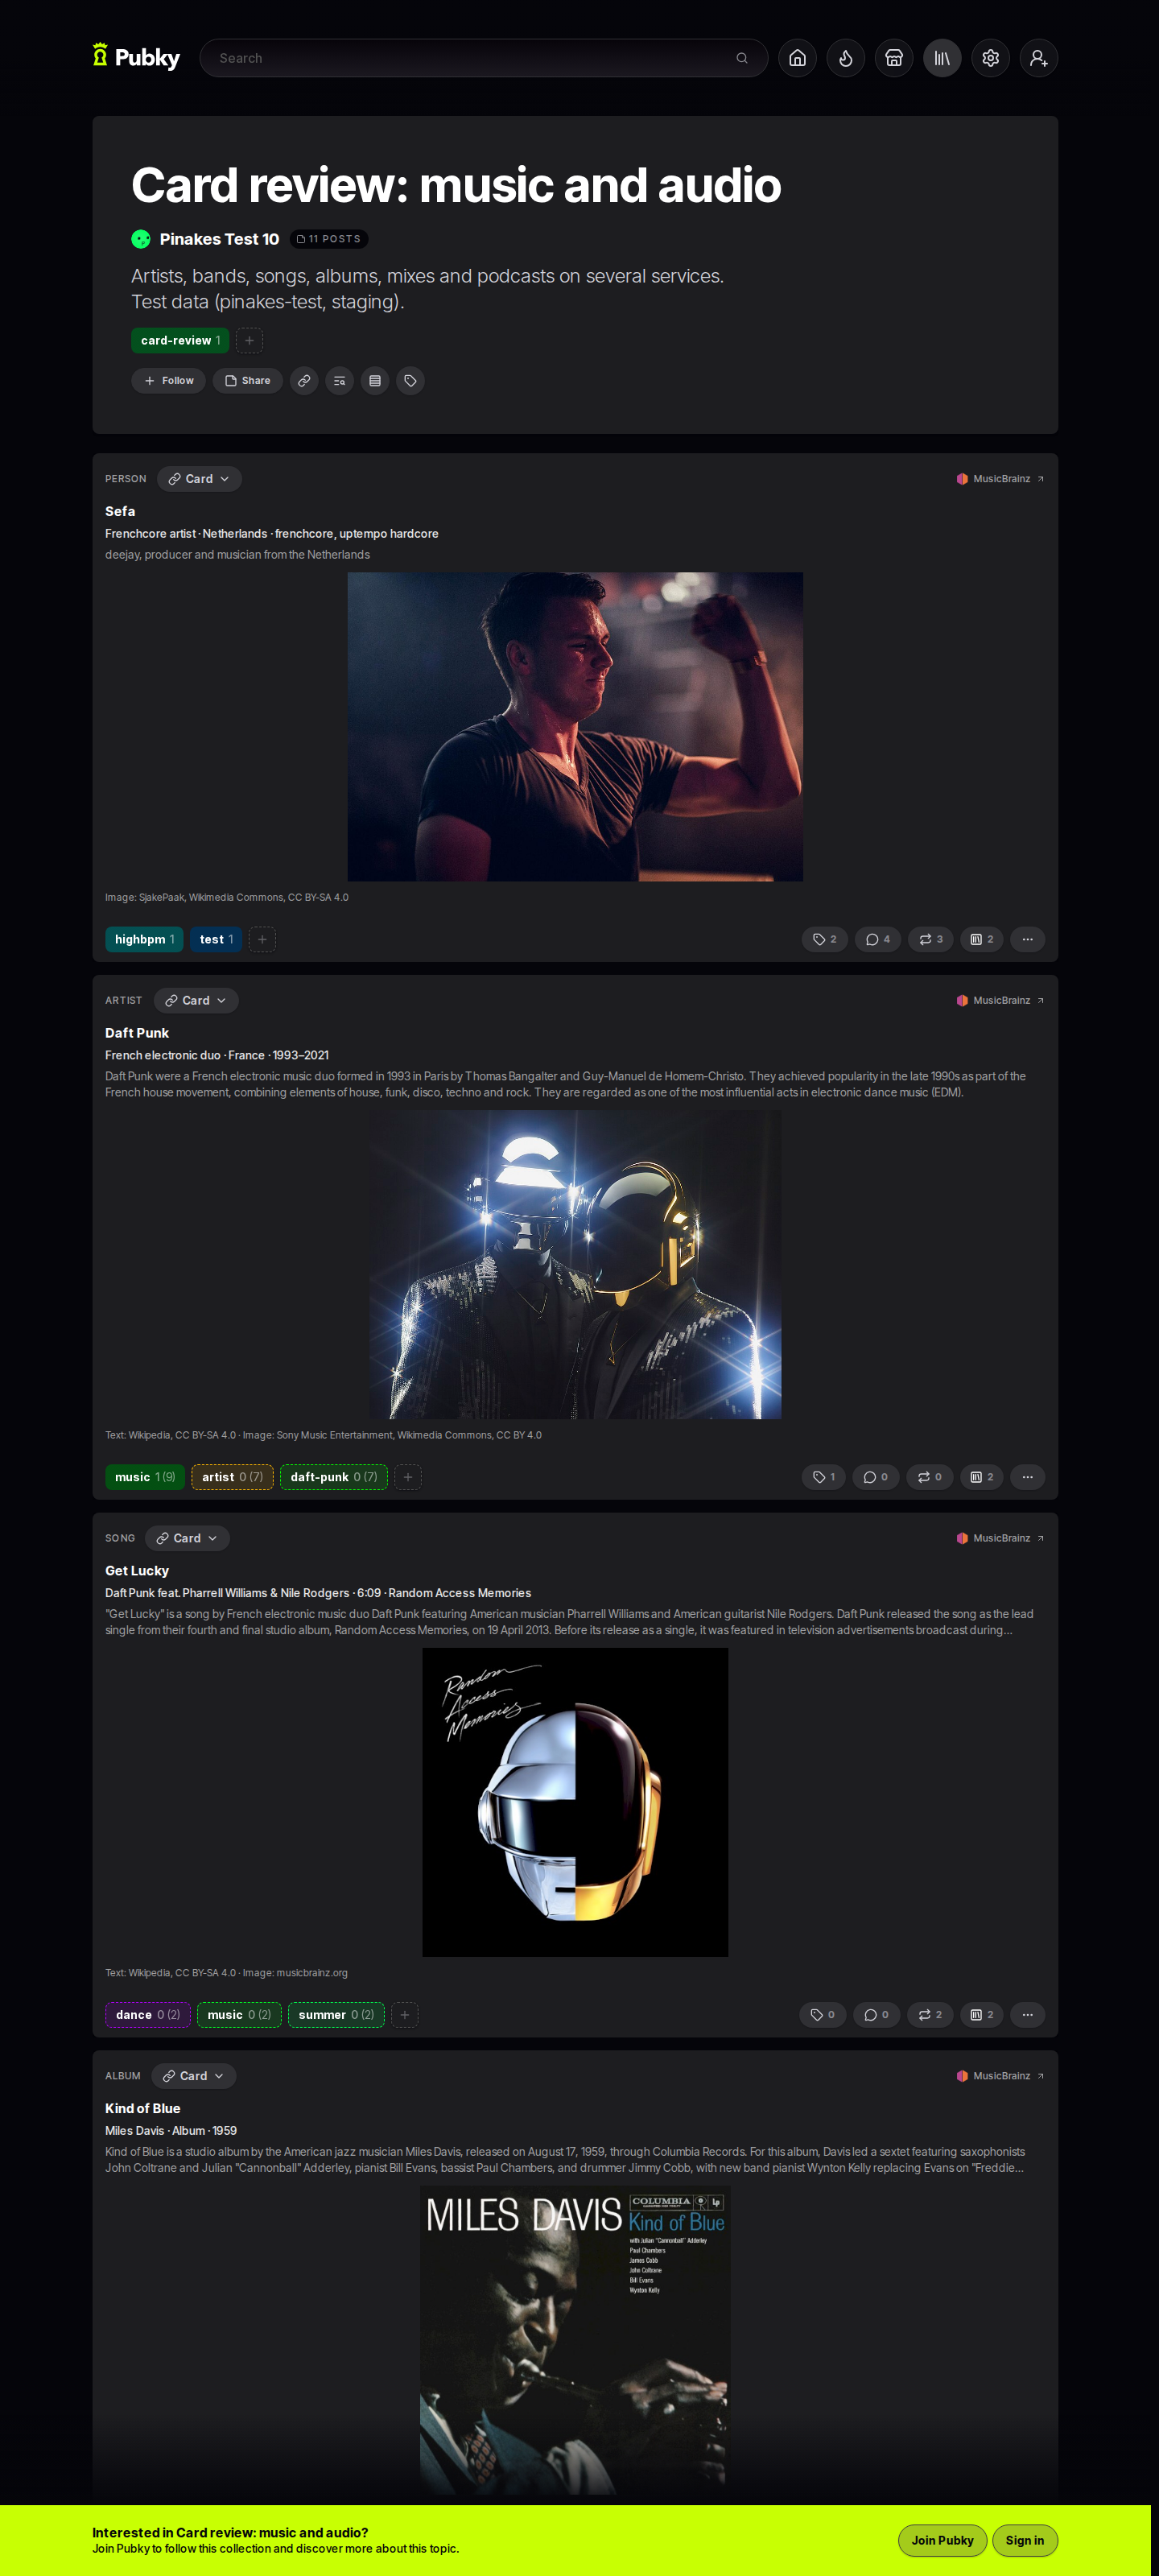 Pubky
Search
Card review: music and audio
Pinakes Test 10
11 POSTS
Artists, bands, songs, albums, mixes and podcasts on several services.
Test data (pinakes-test, staging).
card-review 1
Follow
Share
PERSON
Card
MusicBrainz
Sefa
Frenchcore artist · Netherlands · frenchcore, uptempo hardcore
deejay, producer and musician from the Netherlands
Image: SjakePaak, Wikimedia Commons, CC BY-SA 4.0
highbpm 1
test 1
2
4
3
2
ARTIST
Card
MusicBrainz
Daft Punk
French electronic duo · France · 1993–2021
Daft Punk were a French electronic music duo formed in 1993 in Paris by Thomas Bangalter and Guy-Manuel de Homem-Christo. They achieved popularity in the late 1990s as part of the
French house movement, combining elements of house, funk, disco, techno and rock. They are regarded as one of the most influential acts in electronic dance music (EDM).
Text: Wikipedia, CC BY-SA 4.0 · Image: Sony Music Entertainment, Wikimedia Commons, CC BY 4.0
music 1 (9)
artist 0 (7)
daft-punk 0 (7)
1
0
0
2
SONG
Card
MusicBrainz
Get Lucky
Daft Punk feat. Pharrell Williams & Nile Rodgers · 6:09 · Random Access Memories
"Get Lucky" is a song by French electronic music duo Daft Punk featuring American musician Pharrell Williams and American guitarist Nile Rodgers. Daft Punk released the song as the lead
single from their fourth and final studio album, Random Access Memories, on 19 April 2013. Before its release as a single, it was featured in television advertisements broadcast during...
Random
Access
Memories
Text: Wikipedia, CC BY-SA 4.0 · Image: musicbrainz.org
dance 0 (2)
music 0 (2)
summer 0 (2)
0
0
2
2
ALBUM
Card
MusicBrainz
Kind of Blue
Miles Davis · Album · 1959
Kind of Blue is a studio album by the American jazz musician Miles Davis, released on August 17, 1959, through Columbia Records. For this album, Davis led a sextet featuring saxophonists
John Coltrane and Julian "Cannonball" Adderley, pianist Bill Evans, bassist Paul Chambers, and drummer Jimmy Cobb, with new band pianist Wynton Kelly replacing Evans on "Freddie...
MILES DAVIS
COLUMBIA
Lp
Kind of Blue
with Julian "Cannonball" Adderley
Paul Chambers
James Cobb
John Coltrane
Bill Evans
Wynton Kelly
Interested in Card review: music and audio?
Join Pubky to follow this collection and discover more about this topic.
Join Pubky
Sign in